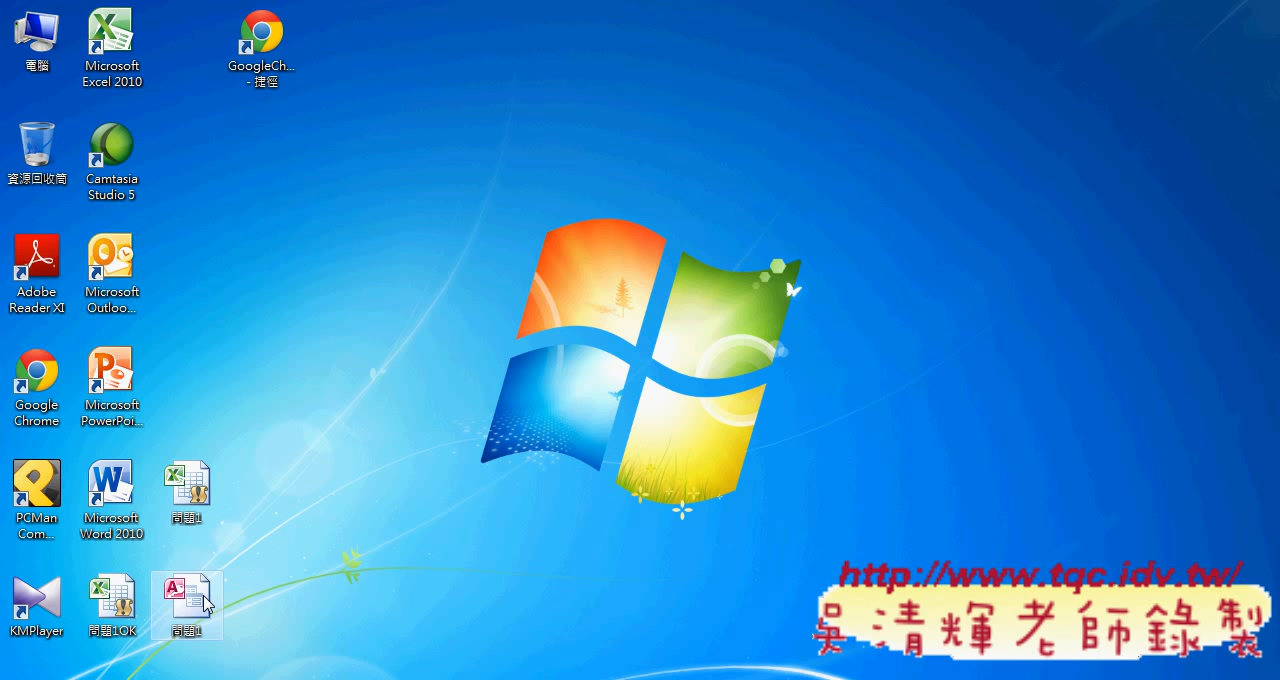 電腦
Microsoft
Excel 2010
GoogleCh...
- 捷徑
資源回收筒
Camtasia
Studio 5
Adobe
Reader XI
Microsoft
Outloo...
Google
Chrome
Microsoft
PowerPoi...
PCMan
Com...
Microsoft
Word 2010
問題1
KMPlayer
問題1OK
問題1
http://www.tqc.idv.tw/
吳清輝老師錄製